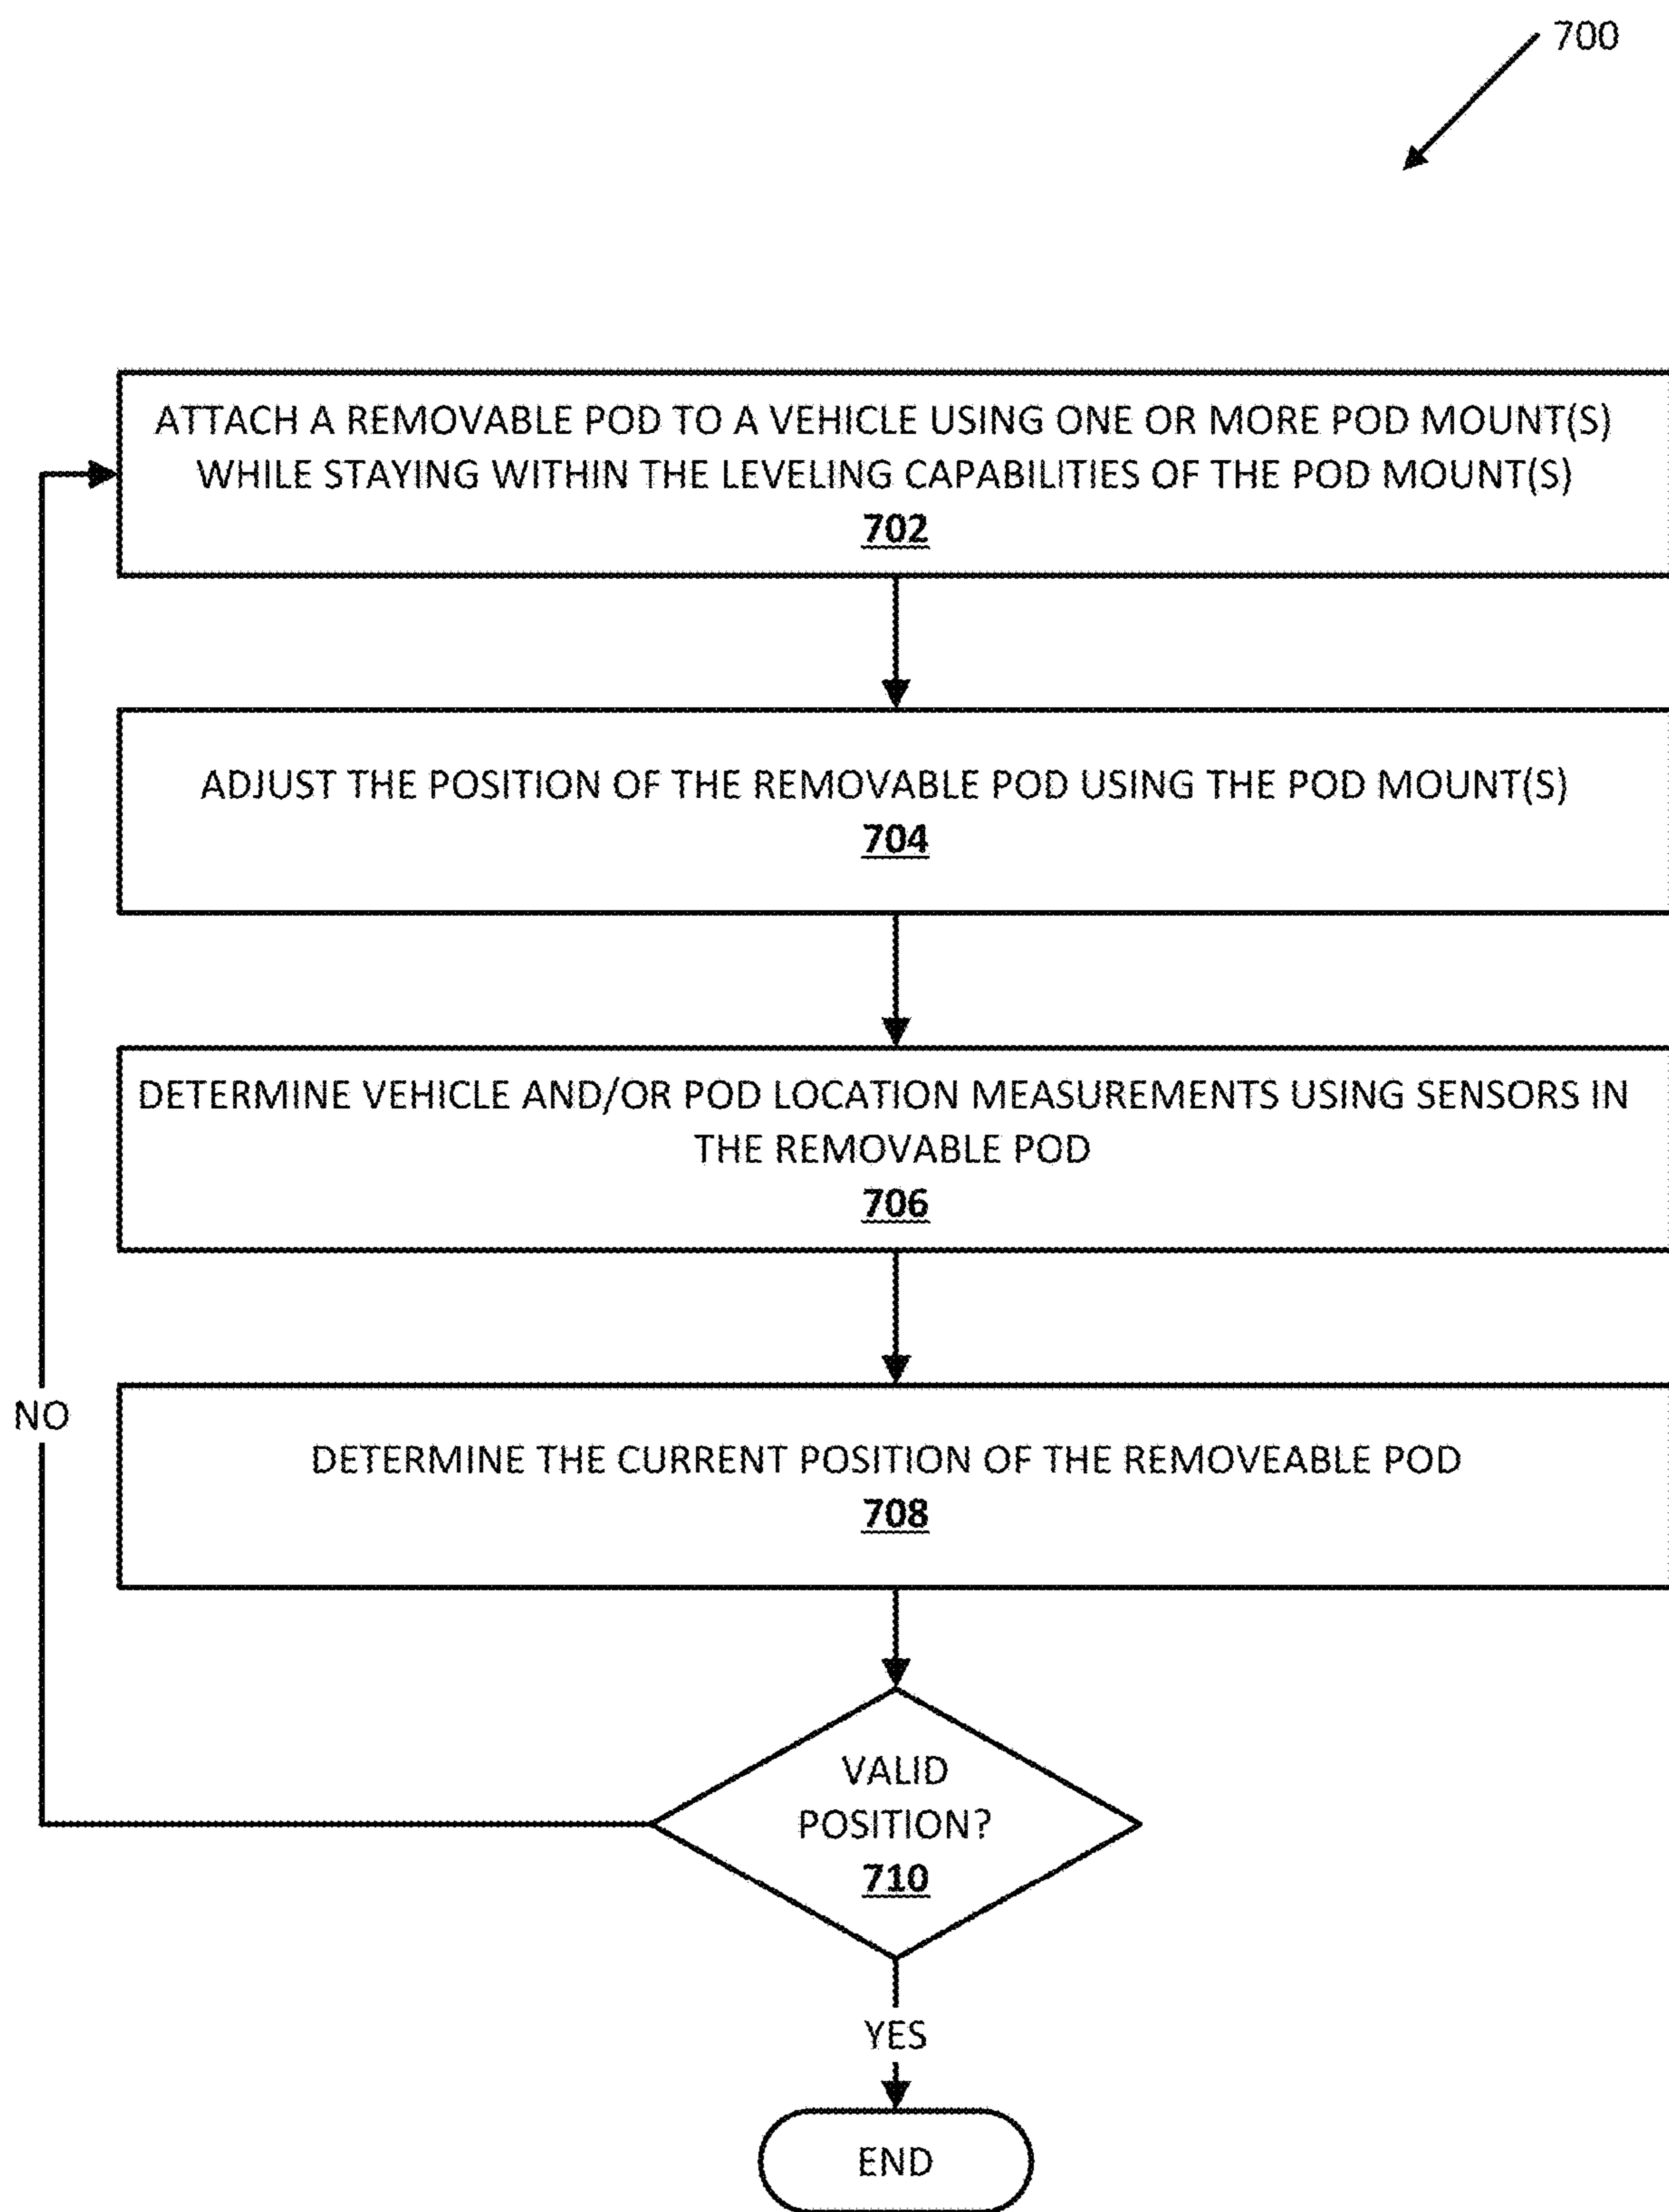 700
ATTACH A REMOVABLE POD TO A VEHICLE USING ONE OR MORE POD MOUNT(S)
WHILE STAYING WITHIN THE LEVELING CAPABILITIES OF THE POD MOUNT(S)
702
ADJUST THE POSITION OF THE REMOVABLE POD USING THE POD MOUNT(S)
704
DETERMINE VEHICLE AND/OR POD LOCATION MEASUREMENTS USING SENSORS IN
THE REMOVABLE POD
706
NO
DETERMINE THE CURRENT POSITION OF THE REMOVEABLE POD
708
VALID
POSITION?
710
YES
END